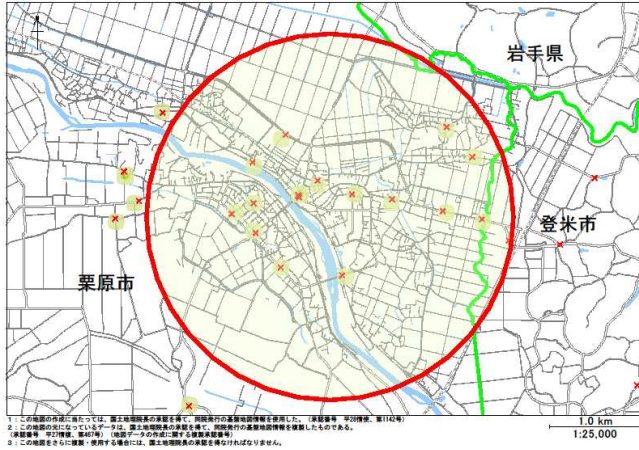 岩手県
登米市
栗原市
1.0 km
1:25,000
1：この地図の作成に当たっては、国土地理院長の承認を得て、同院発行の基盤地図情報を使用した。（承認番号　平28情使、第1142号）
2：この地図の元になっているデータは、国土地理院長の承認を得て、同院発行の基盤地図情報を複製したものである。
（承認番号　平27情複、第467号）（地図データの作成に関する複製承認番号）
3：この地図をさらに複製・使用する場合には、国土地理院長の承認を得なければなりません。